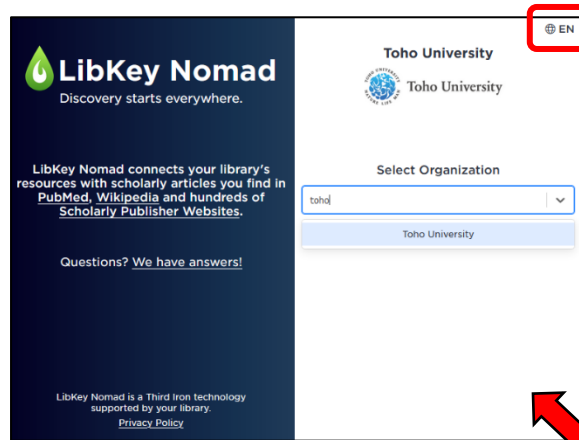 LibKey Nomad
Discovery starts everywhere.
LibKey Nomad connects your library's
resources with scholarly articles you find in
PubMed, Wikipedia and hundreds of
Scholarly Publisher Websites.
Questions? We have answers!
LibKey Nomad is a Third Iron technology
supported by your library.
Privacy Policy
EN
Toho University
Toho University
Select Organization
toho
Toho University